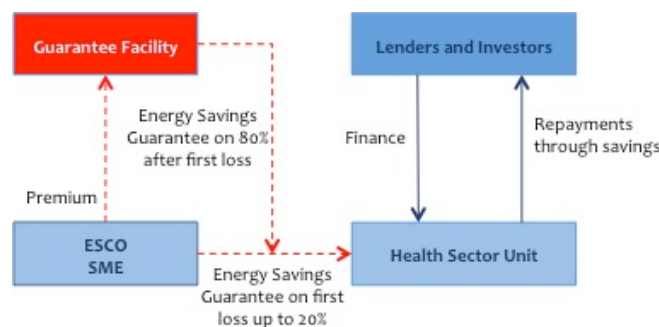 Guarantee Facility
Lenders and Investors
Energy Savings
Guarantee on 80%
after first loss
Finance
Repayments
through savings
Premium
ESCO
SME
Health Sector Unit
Energy Savings
Guarantee on first
loss up to 20%